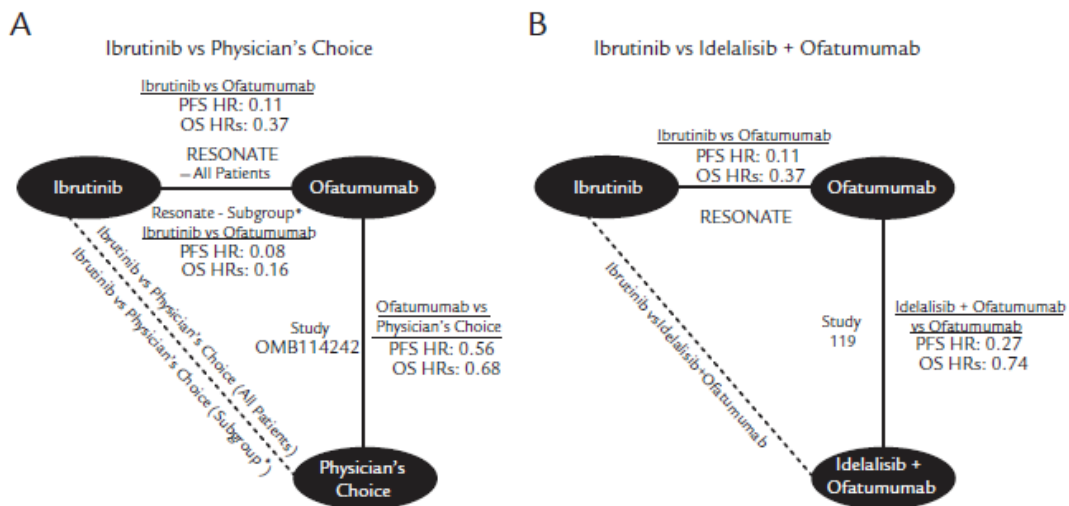 A
Ibrutinib vs Physician's Choice
Ibrutinib vs Ofatumumab
PFS HR: 0.11
OS HRs: 0.37
RESONATE
– All Patients
Ibrutinib
Ofatumumab
Resonate - Subgroup*
Ibrutinib vs Ofatumumab
PFS HR: 0.08
OS HRs: 0.16
Ibrutinib vs Physician's Choice (All Patients)
Ibrutinib vs Physician's Choice (Subgroup*)
Study
OMB114242
Ofatumumab vs
Physician's Choice
PFS HR: 0.56
OS HRs: 0.68
Physician's
Choice
B
Ibrutinib vs Idelalisib + Ofatumumab
Ibrutinib vs Ofatumumab
PFS HR: 0.11
OS HRs: 0.37
Ibrutinib
Ofatumumab
RESONATE
Ibrutinib vs Idelalisib+Ofatumumab
Study
119
Idelalisib + Ofatumumab
vs Ofatumumab
PFS HR: 0.27
OS HRs: 0.74
Idelalisib +
Ofatumumab